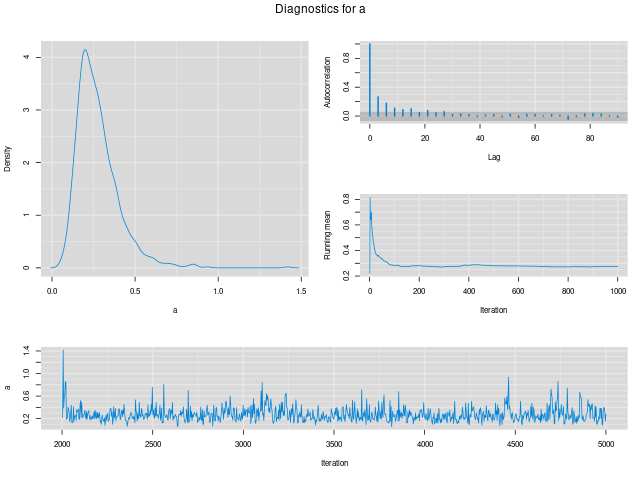 Diagnostics for a
Density
0 1 2 3 4
0.0 0.5 1.0 1.5
a
Autocorrelation
0.0 0.4 0.8
0 20 40 60 80
Lag
Running mean
0.2 0.4 0.6 0.8
0 200 400 600 800 1000
Iteration
a
0.2 0.6 1.0 1.4
2000 2500 3000 3500 4000 4500 5000
Iteration